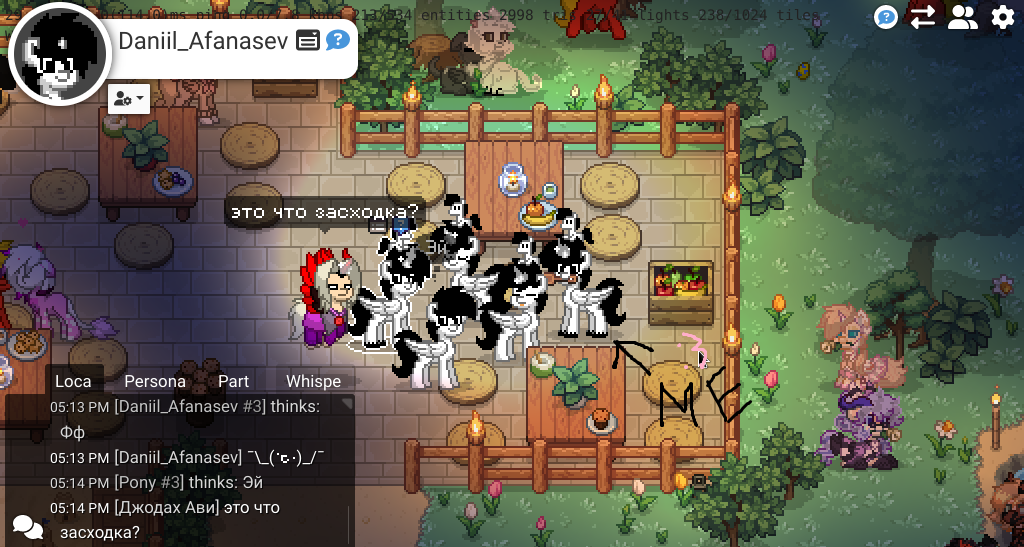 Daniil_Afanasev
это что засходка?
Эй
ME
Loca Persona Part Whispe
05:13 PM [Daniil_Afanasev #3] thinks:
Фф
05:13 PM [Daniil_Afanasev]
05:14 PM [Pony #3] thinks: Эй
05:14 PM [Джодах Ави] это что
засходка?